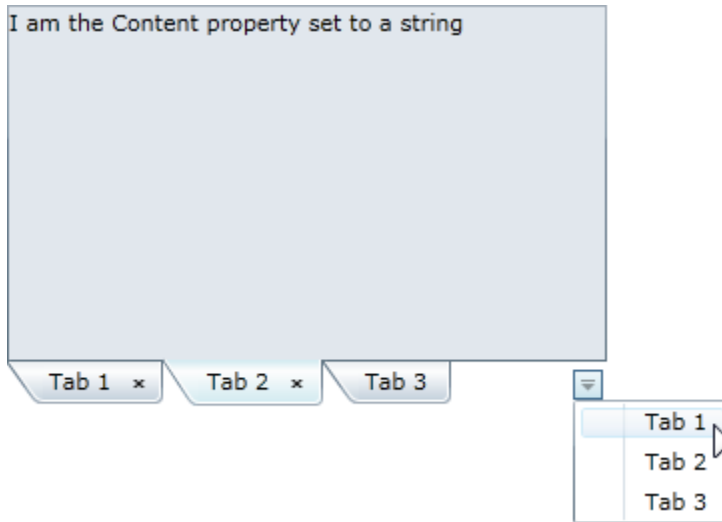 I am the Content property set to a string
Tab 1 × Tab 2 × Tab 3
Tab 1
Tab 2
Tab 3